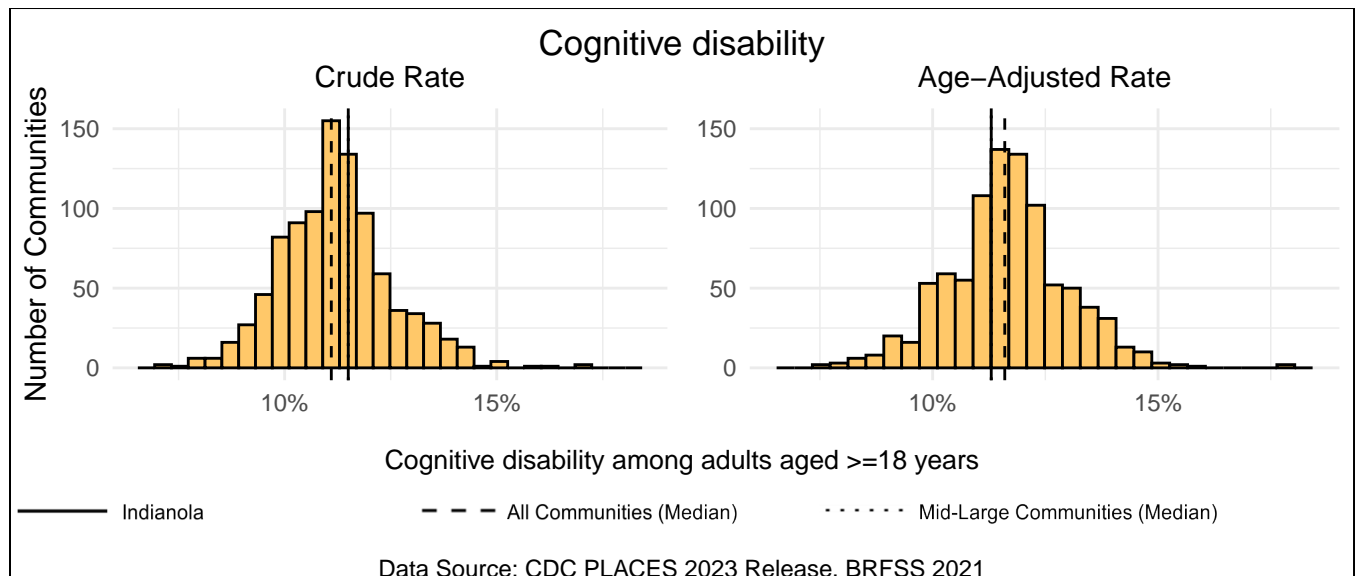 Cognitive disability
Crude Rate
Age−Adjusted Rate
Number of Communities
150
100
50
0
10%
15%
150
100
50
0
10%
15%
Cognitive disability among adults aged >=18 years
Indianola
All Communities (Median)
Mid-Large Communities (Median)
Data Source: CDC PLACES 2023 Release, BRFSS 2021